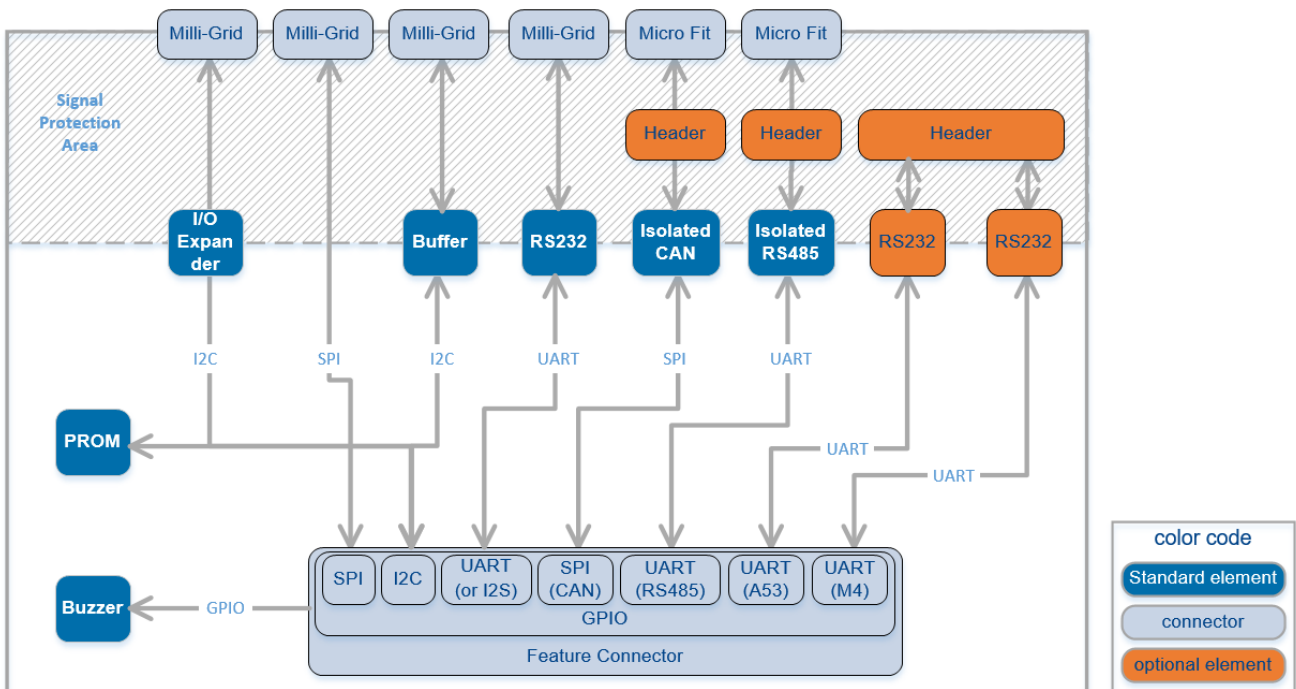 Milli-Grid
Milli-Grid
Milli-Grid
Milli-Grid
Micro Fit
Micro Fit
Signal
Protection
Area
Header
Header
Header
I/O
Expan
der
Buffer
RS232
Isolated
CAN
Isolated
RS485
RS232
RS232
I2C
SPI
I2C
UART
SPI
UART
PROM
UART
UART
SPI
I2C
UART
(or I2S)
SPI
(CAN)
UART
(RS485)
UART
(A53)
UART
(M4)
GPIO
Feature Connector
Buzzer
GPIO
color code
Standard element
connector
optional element